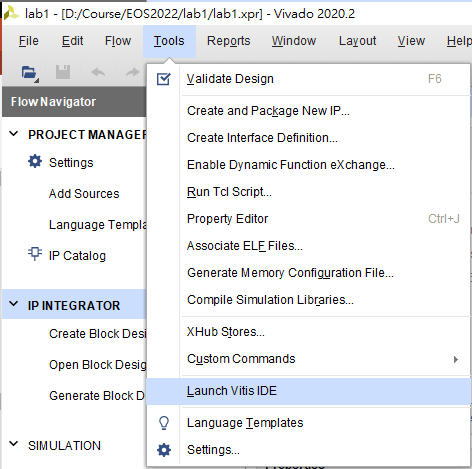 lab1 - [D:/Course/EOS2022/lab1/lab1.xpr] - Vivado 2020.2
File Edit Flow Tools Reports Window Layout View Help
Flow Navigator
PROJECT MANAGER
Settings
Add Sources
Language Templa
IP Catalog
IP INTEGRATOR
Create Block Desi
Open Block Design
Generate Block D
SIMULATION
Validate Design F6
Create and Package New IP...
Create Interface Definition...
Enable Dynamic Function eXchange...
Run Tcl Script...
Property Editor Ctrl+J
Associate ELF Files...
Generate Memory Configuration File...
Compile Simulation Libraries...
XHub Stores...
Custom Commands
Launch Vitis IDE
Language Templates
Settings...